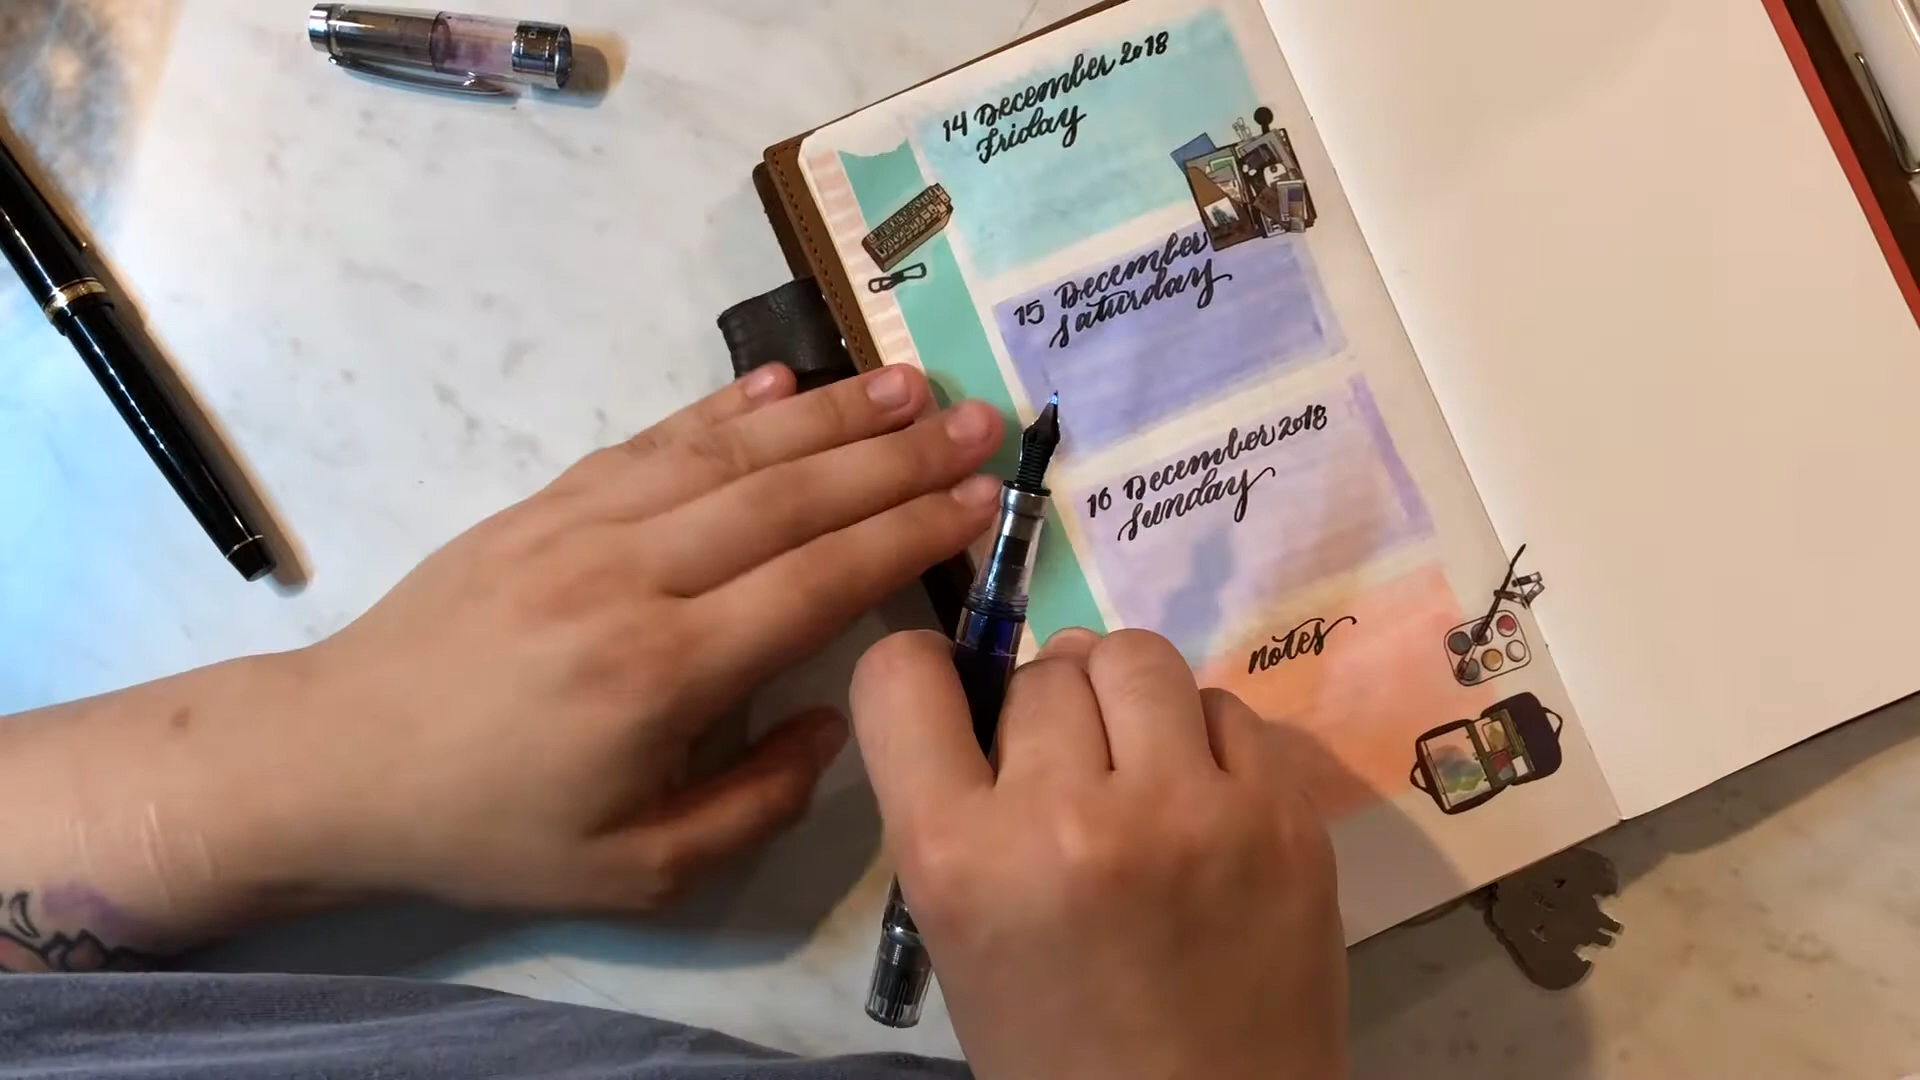 14 December 2018
Friday
15 December
Saturday
16 December 2018
Sunday
notes